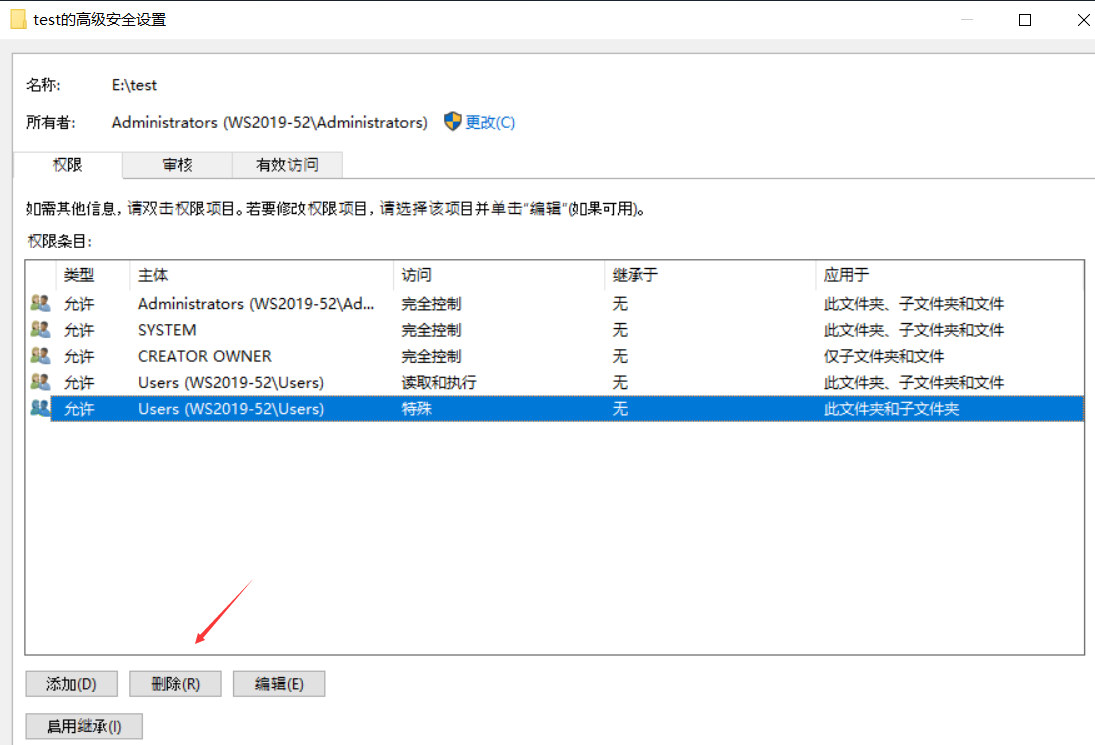 test的高级安全设置
名称: E:\test
所有者: Administrators (WS2019-52\Administrators) 更改(C)
权限 审核 有效访问
如需其他信息，请双击权限项目。若要修改权限项目，请选择该项目并单击“编辑”(如果可用)。
权限条目:
类型 主体 访问 继承于 应用于
允许 Administrators (WS2019-52\Ad... 完全控制 无 此文件夹、子文件夹和文件
允许 SYSTEM 完全控制 无 此文件夹、子文件夹和文件
允许 CREATOR OWNER 完全控制 无 仅子文件夹和文件
允许 Users (WS2019-52\Users) 读取和执行 无 此文件夹、子文件夹和文件
允许 Users (WS2019-52\Users) 特殊 无 此文件夹和子文件夹
添加(D) 删除(R) 编辑(E)
启用继承(I)